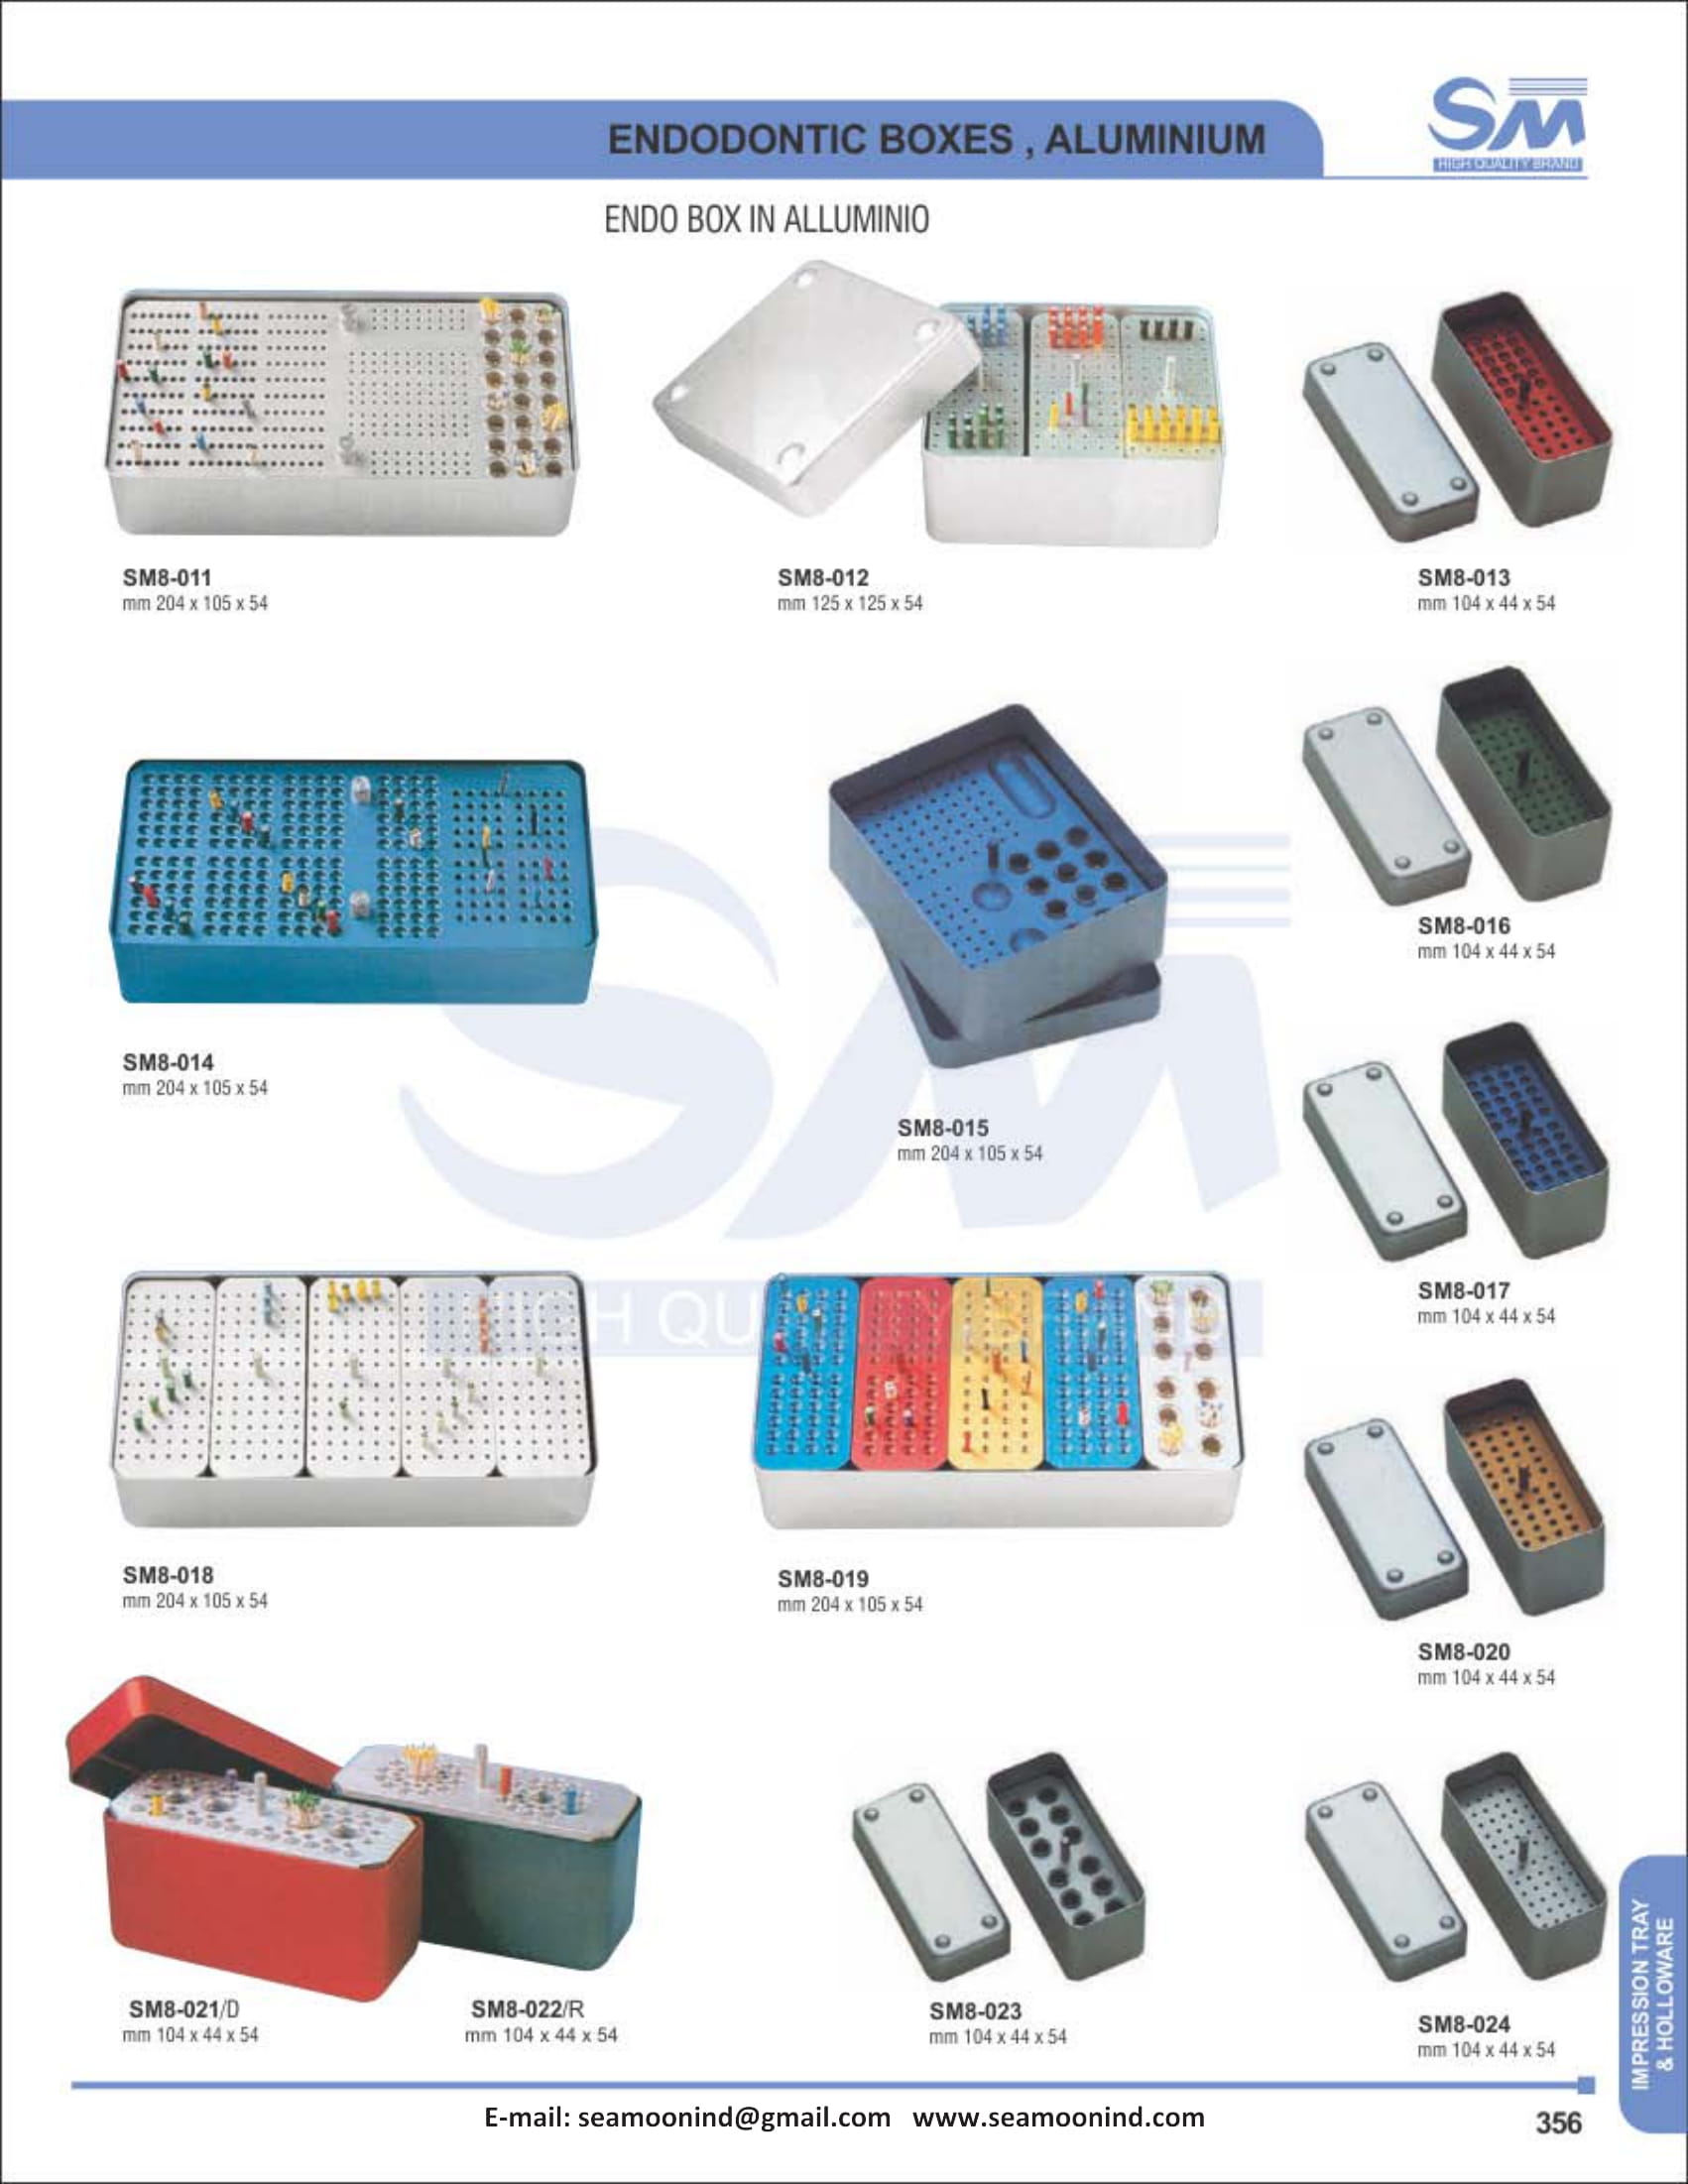 ENDODONTIC BOXES , ALUMINIUM
SM
HIGH QUALITY BRAND
ENDO BOX IN ALLUMINIO
SM8-011
mm 204 x 105 x 54
SM8-012
mm 125 x 125 x 54
SM8-013
mm 104 x 44 x 54
SM8-014
mm 204 x 105 x 54
SM8-015
mm 204 x 105 x 54
SM8-016
mm 104 x 44 x 54
SM8-017
mm 104 x 44 x 54
SM8-018
mm 204 x 105 x 54
SM8-019
mm 204 x 105 x 54
SM8-020
mm 104 x 44 x 54
SM8-021/D
mm 104 x 44 x 54
SM8-022/R
mm 104 x 44 x 54
SM8-023
mm 104 x 44 x 54
SM8-024
mm 104 x 44 x 54
IMPRESSION TRAY
& HOLLOWARE
E-mail: seamoonind@gmail.com www.seamoonind.com
356